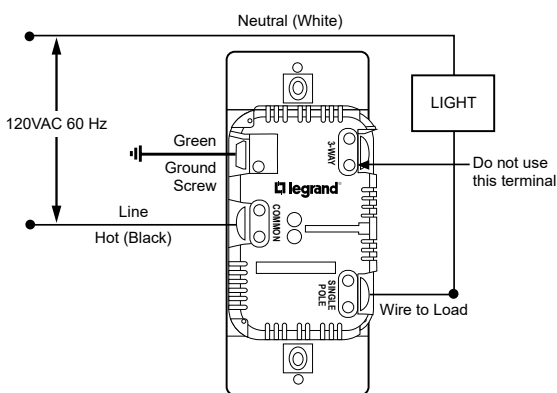 Neutral (White)
120VAC 60 Hz
LIGHT
Green
Ground
Screw
3-WAY
Do not use
this terminal
legrand®
Line
Hot (Black)
COMMON
SINGLE
POLE
Wire to Load